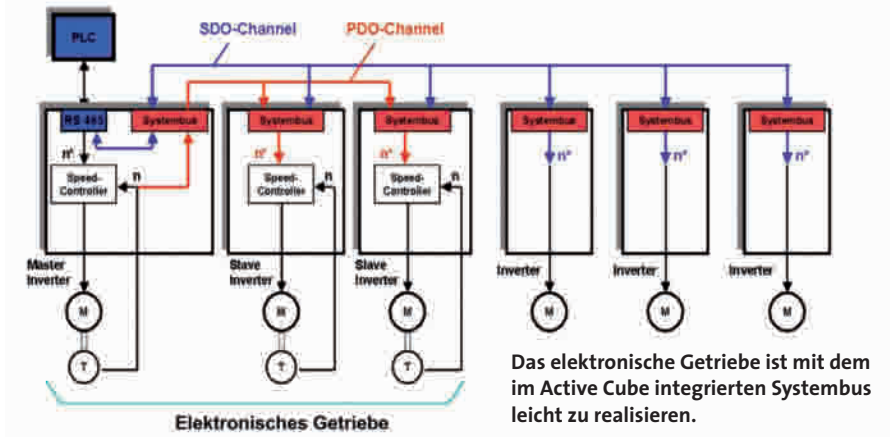 PLC
SDO-Channel PDO-Channel
RS 485 Systembus Systembus Systembus Systembus Systembus Systembus
n* n* n* n* n* n*
Speed- n Speed- n Speed- n
Controller Controller Controller
Master Slave Slave Inverter Inverter Inverter
Inverter Inverter Inverter
M M M M M M
T T T
Das elektronische Getriebe ist mit dem
im Active Cube integrierten Systembus
leicht zu realisieren.
Elektronisches Getriebe